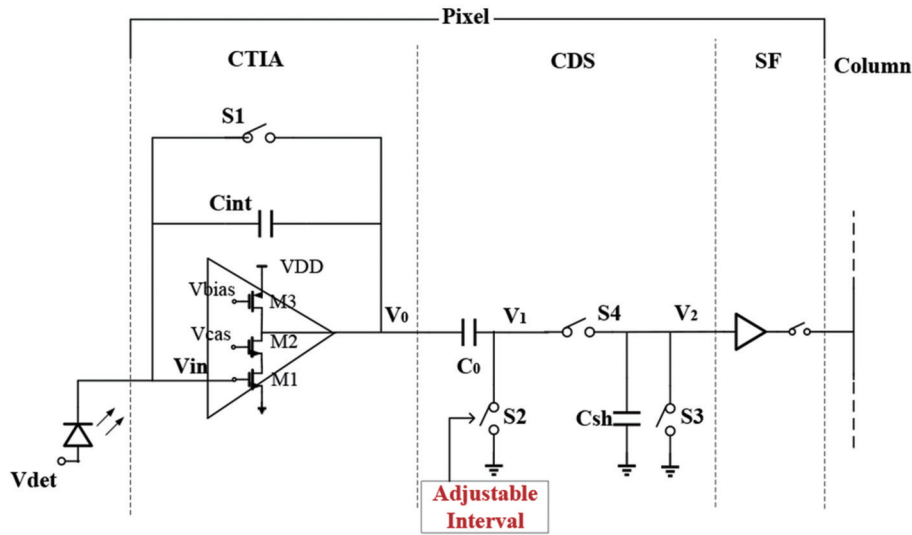 Pixel
CTIA
CDS
SF
Column
S1
Cint
VDD
Vbias
M3
Vcas
M2
Vin
M1
V0
C0
V1
S4
V2
S2
Csh
S3
Vdet
Adjustable
Interval